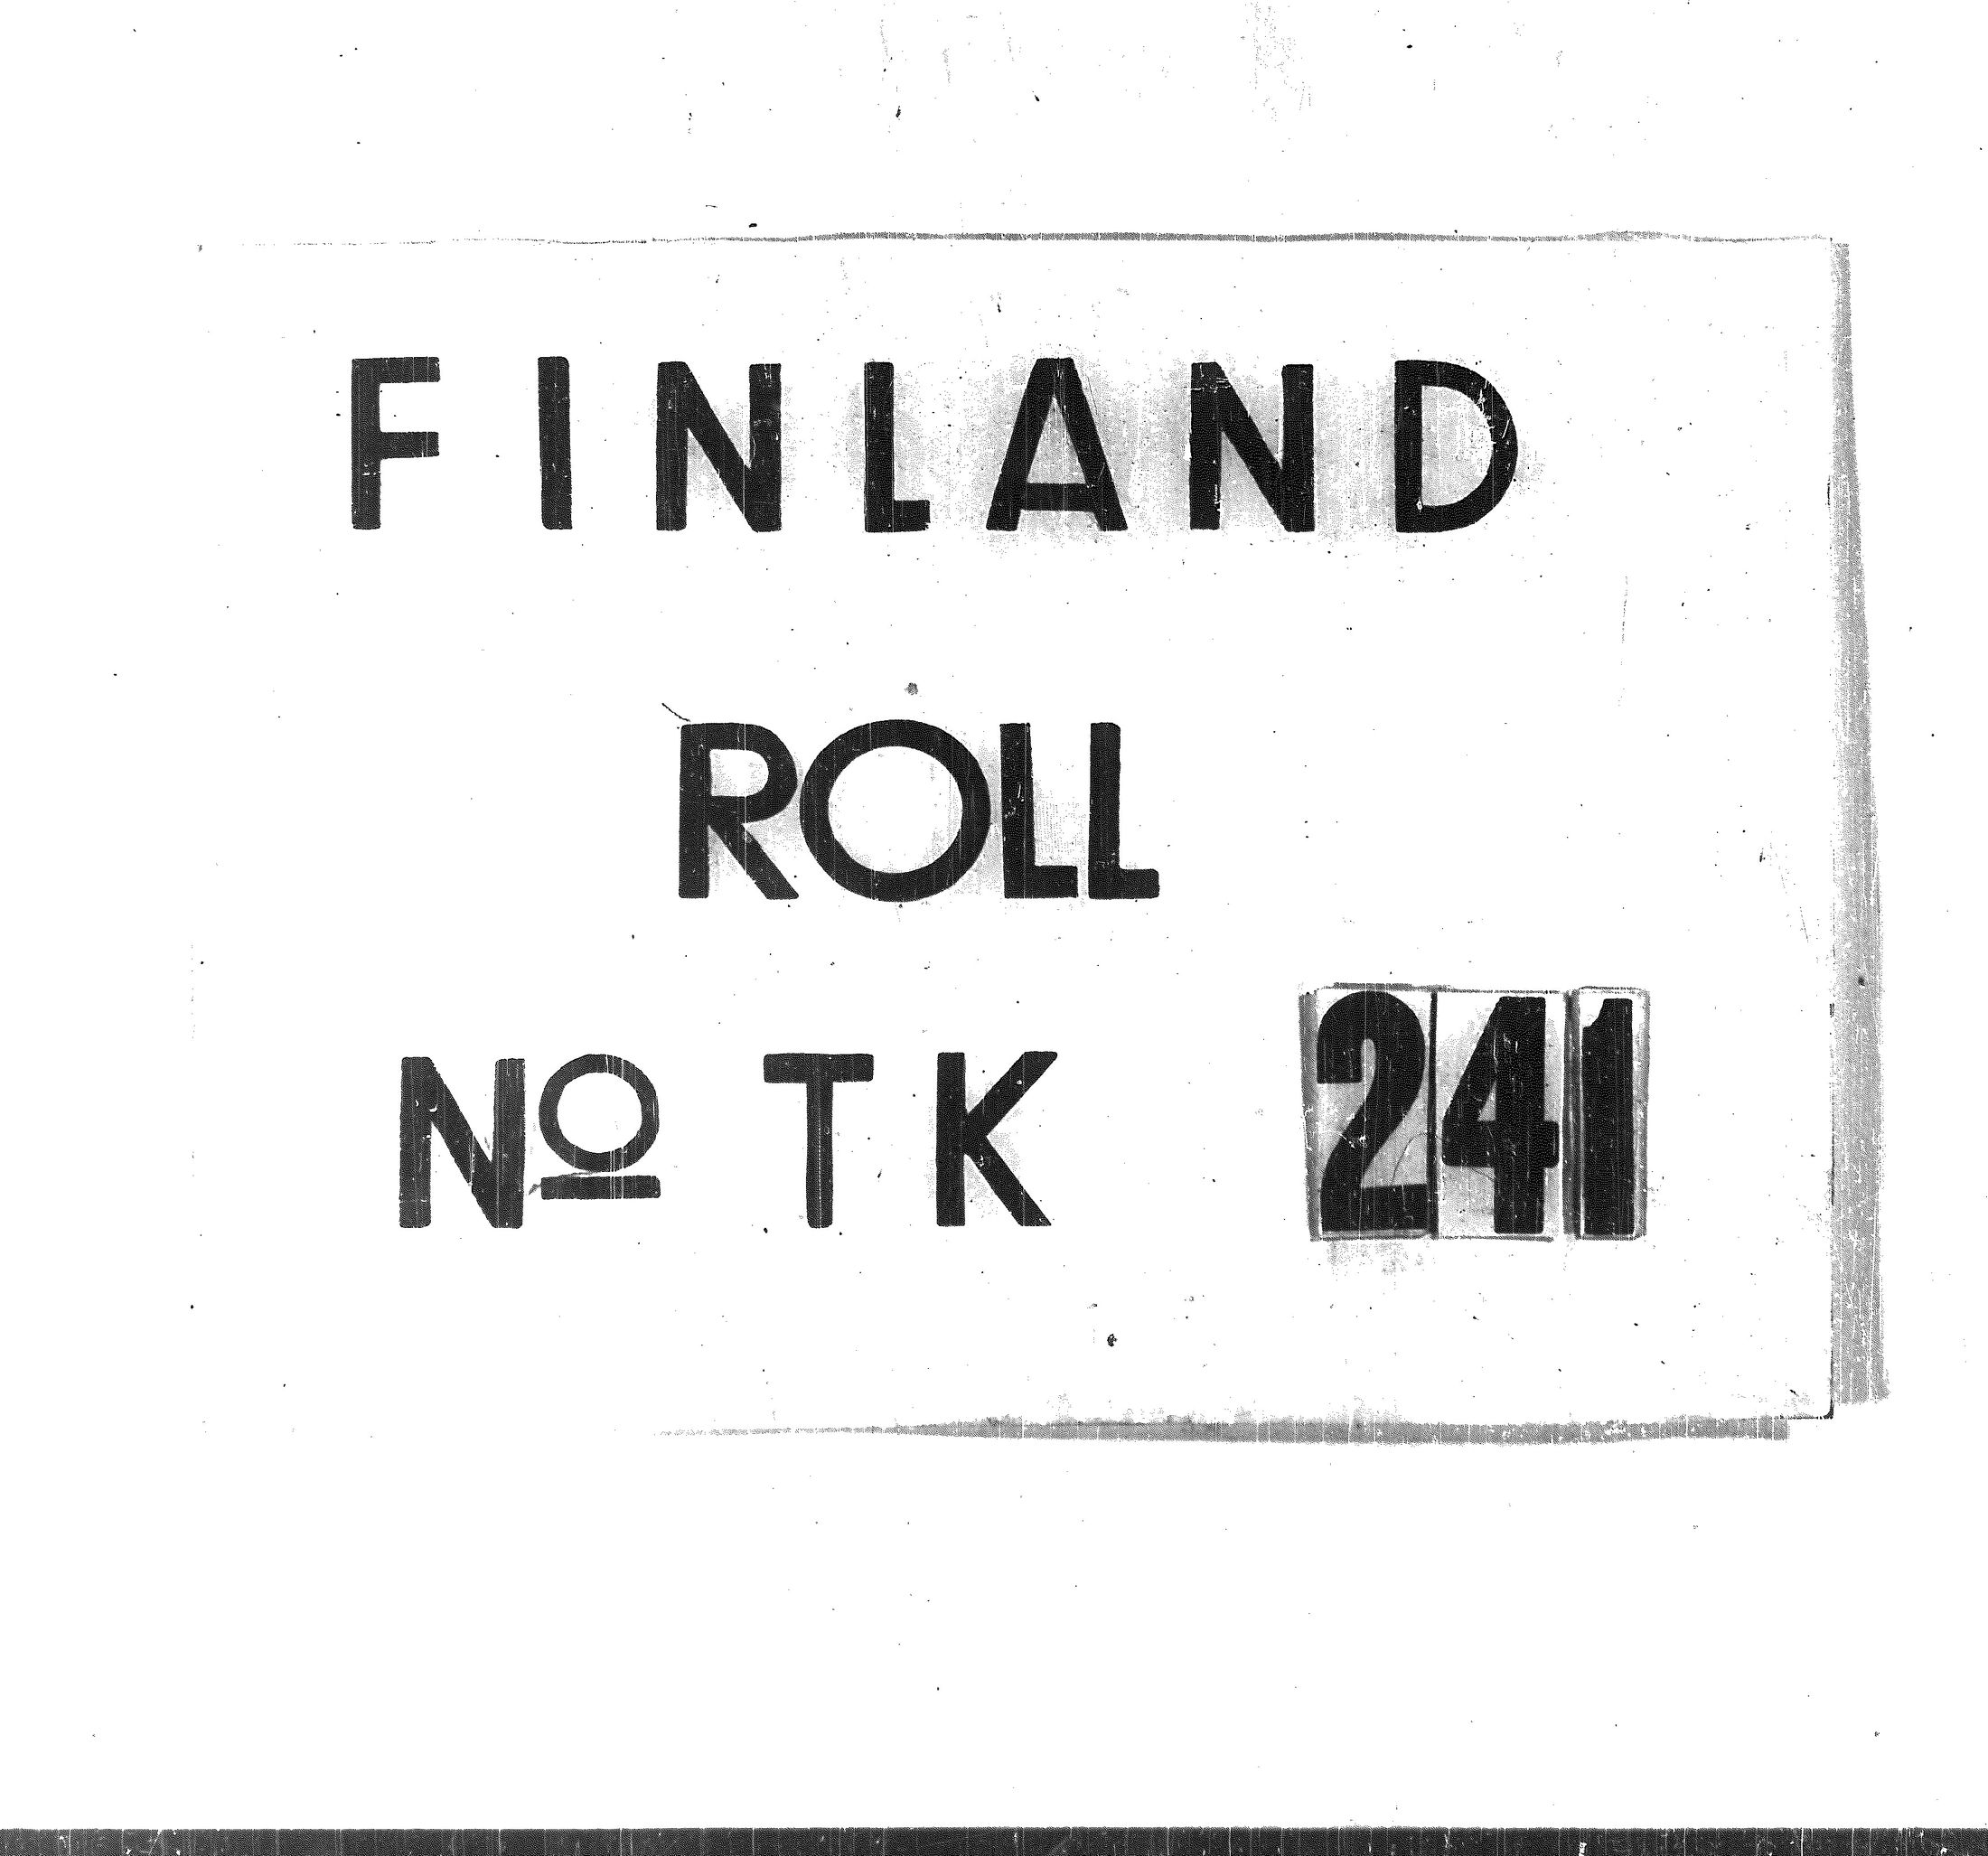 FINLAND
ROLL
Nº TK 241